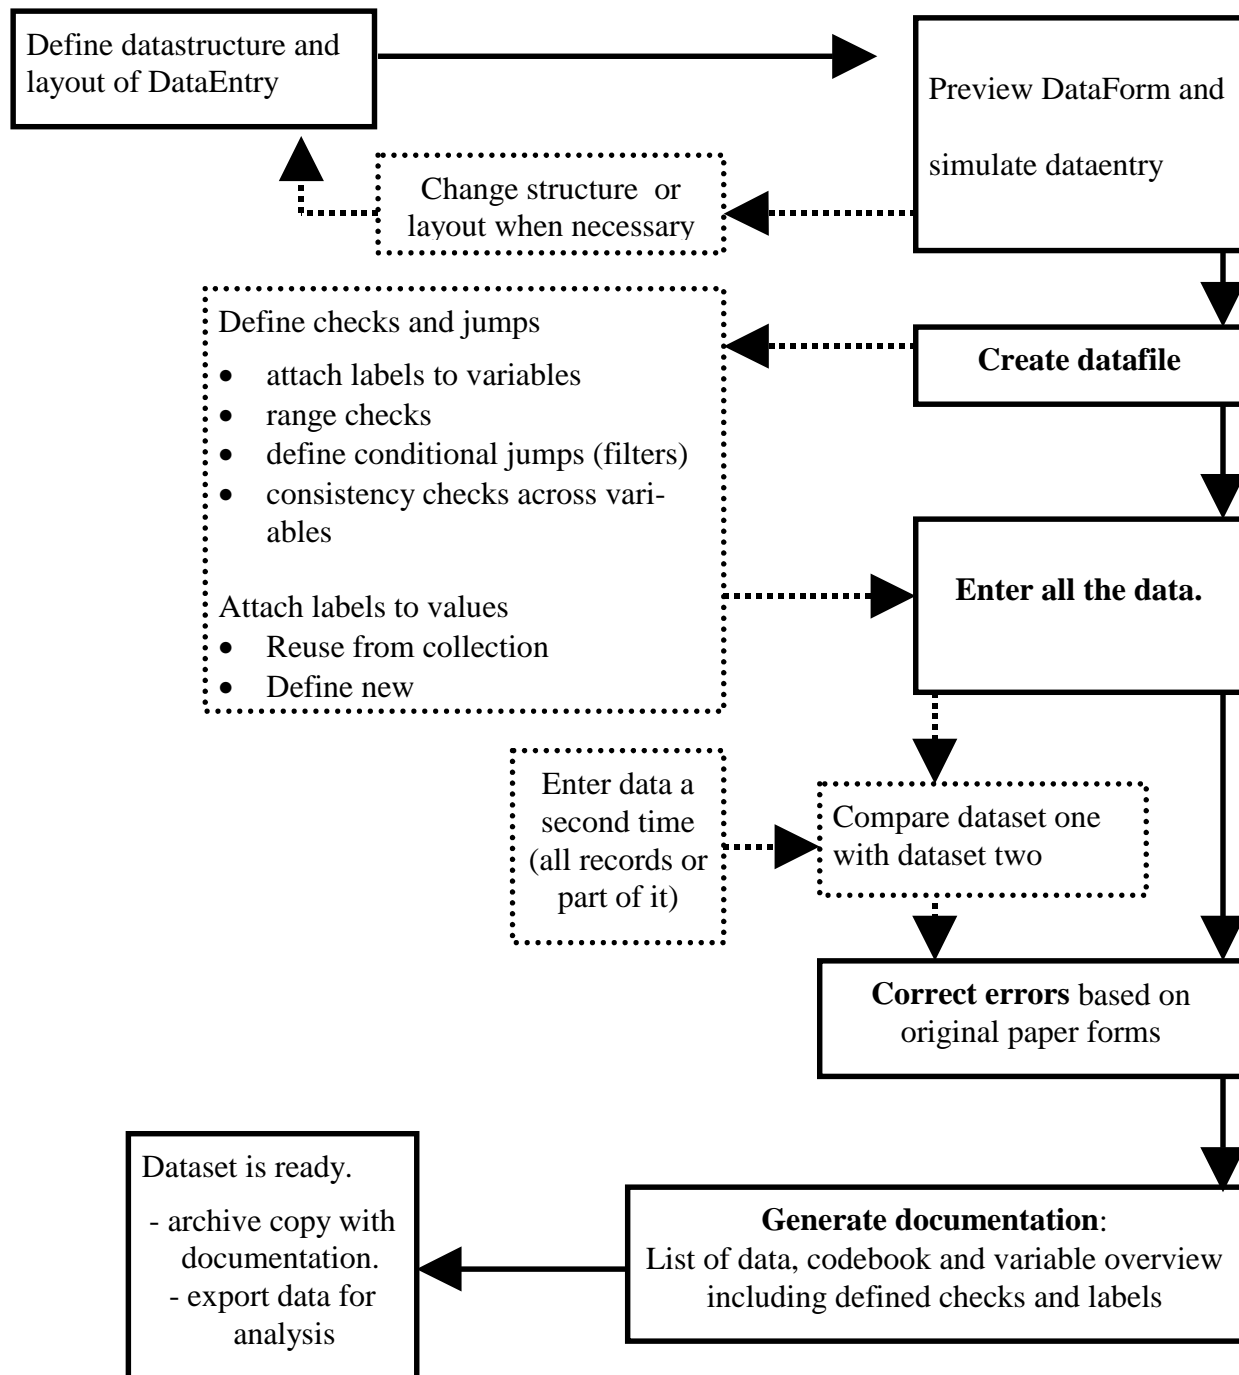 Define datastructure and
layout of DataEntry
Preview DataForm and
simulate dataentry
Change structure  or
layout when necessary
Define checks and jumps
• attach labels to variables
• range checks
• define conditional jumps (filters)
• consistency checks across vari-
ables
Attach labels to values
• Reuse from collection
• Define new
Create datafile
Enter all the data.
Enter data a
second time
(all records or
part of it)
Compare dataset one
with dataset two
Correct errors based on
original paper forms
Generate documentation:
List of data, codebook and variable overview
including defined checks and labels
Dataset is ready.
- archive copy with
documentation.
- export data for
analysis